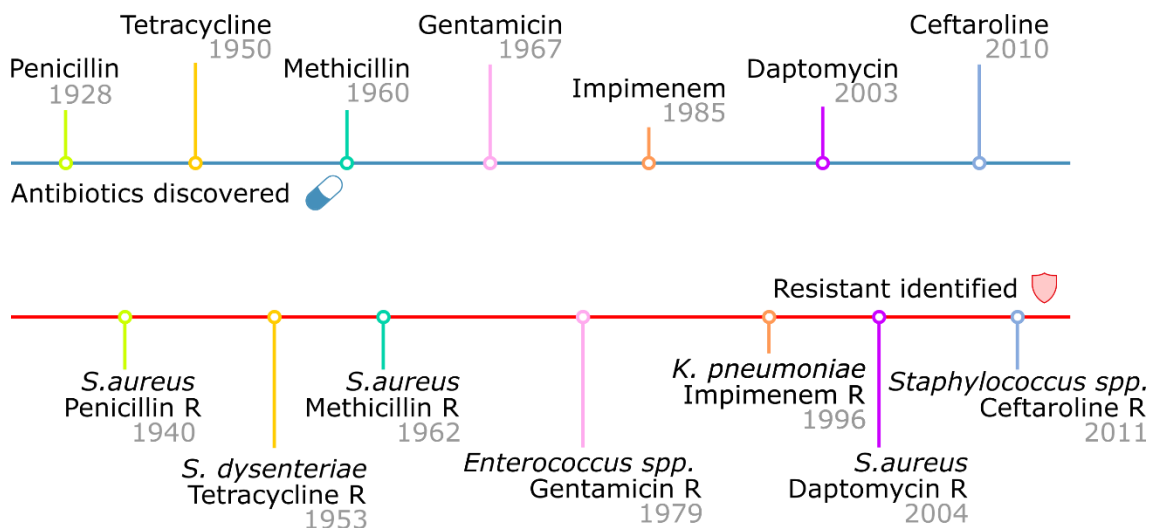 Penicillin
1928
Tetracycline
1950
Methicillin
1960
Gentamicin
1967
Impimenem
1985
Daptomycin
2003
Ceftaroline
2010
Antibiotics discovered
Resistant identified
S.aureus
Penicillin R
1940
S. dysenteriae
Tetracycline R
1953
S.aureus
Methicillin R
1962
Enterococcus spp.
Gentamicin R
1979
K. pneumoniae
Impimenem R
1996
S.aureus
Daptomycin R
2004
Staphylococcus spp.
Ceftaroline R
2011